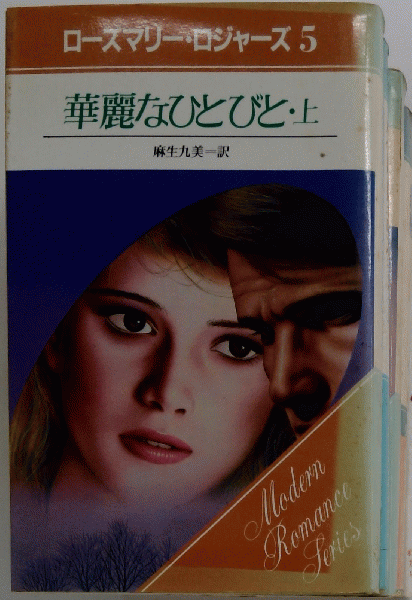 ローズマリー・ロジャーズ5
華麗なひとびと・上
麻生九美=訳
Modern
Romance
Series